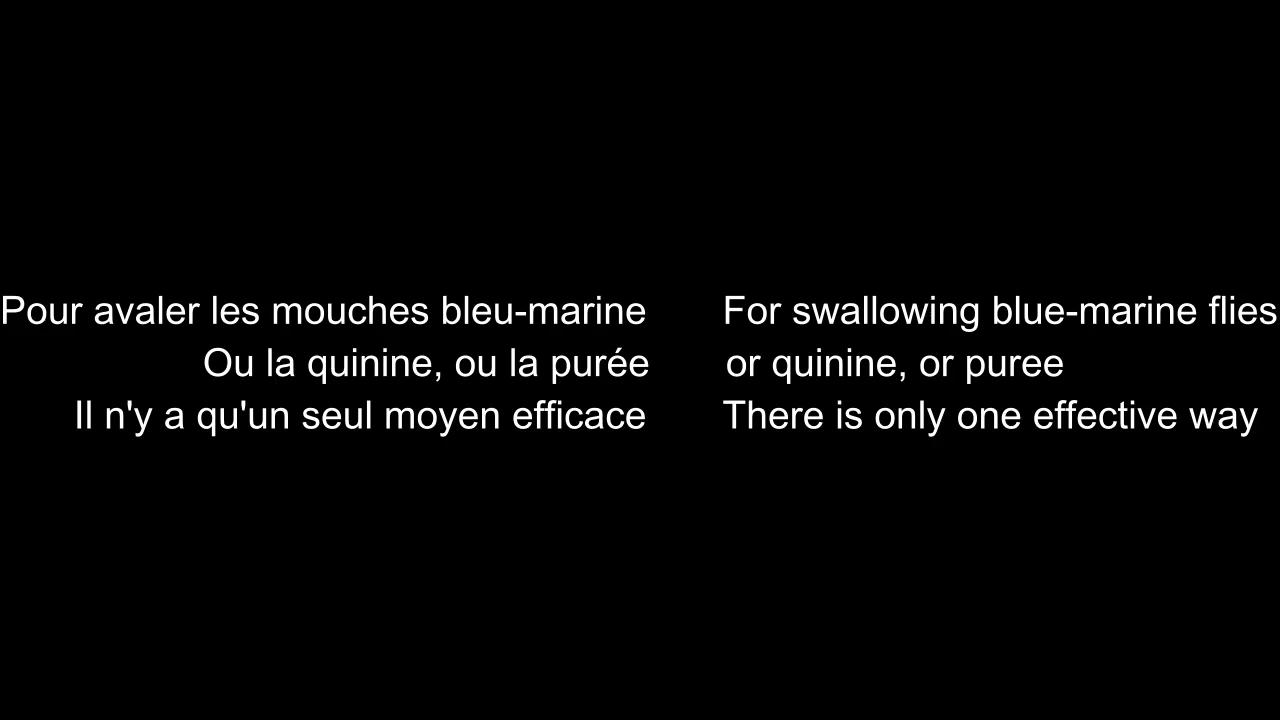 Pour avaler les mouches bleu-marine
Ou la quinine, ou la purée
Il n'y a qu'un seul moyen efficace
For swallowing blue-marine flies
or quinine, or puree
There is only one effective way